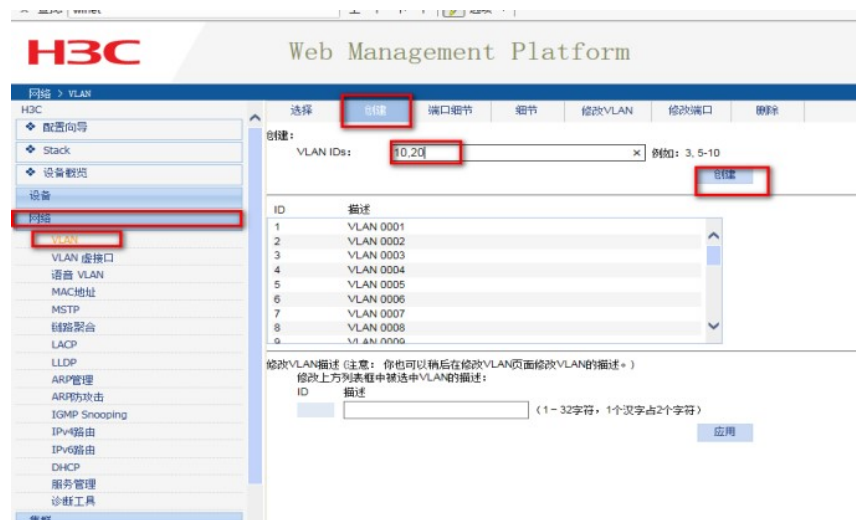 H3C
Web Management Platform
网络 > VLAN
H3C
配置向导
Stack
设备概览
设备
网络
VLAN
VLAN 虚接口
语音 VLAN
MAC地址
MSTP
链路聚合
LACP
LLDP
ARP管理
ARP防攻击
IGMP Snooping
IPv4路由
IPv6路由
DHCP
服务管理
诊断工具
集群
选择 创建 端口细节 细节 修改VLAN 修改端口 删除
创建:
VLAN IDs: 10,20 × 例如: 3, 5-10
创建
ID 描述
1 VLAN 0001
2 VLAN 0002
3 VLAN 0003
4 VLAN 0004
5 VLAN 0005
6 VLAN 0006
7 VLAN 0007
8 VLAN 0008
9 VLAN 0009
修改VLAN描述 (注意: 你也可以稍后在修改VLAN页面修改VLAN的描述。)
修改上方列表框中被选中VLAN的描述:
ID 描述
(1-32字符, 1个汉字占2个字符)
应用